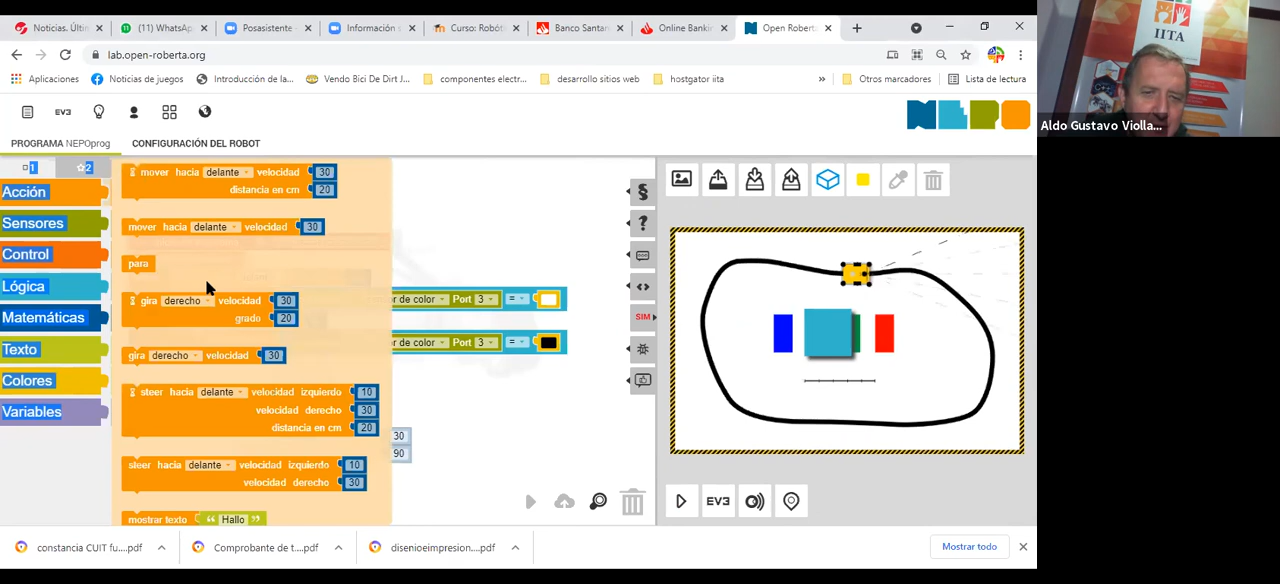 Noticias. Últin
(11) WhatsAp
Posasistente
Información s
Curso: Robóti
Banco Santan
Online Bankin
Open Roberta
lab.open-roberta.org
Aplicaciones
Noticias de juegos
Introducción de la...
Vendo Bici De Dirt J...
componentes electr...
desarrollo sitios web
hostgator iita
»
Otros marcadores
Lista de lectura
EV3
PROGRAMA NEPOprog
CONFIGURACIÓN DEL ROBOT
1
2
Acción
Sensores
Control
Lógica
Matemáticas
Texto
Colores
Variables
mover hacia delante velocidad 30
distancia en cm 20
mover hacia delante velocidad 30
para
gira derecho velocidad 30
grado 20
gira derecho velocidad 30
steer hacia delante velocidad izquierdo 10
velocidad derecho 30
distancia en cm 20
steer hacia delante velocidad izquierdo 10
velocidad derecho 30
mostrar texto “ Hallo ”
or de color Port 3 =
or de color Port 3 =
30
90
§
?
SIM
EV3
constancia CUIT fu....pdf
Comprobante de t....pdf
disenioeimpresion....pdf
Mostrar todo
IITA
Aldo Gustavo Violla...